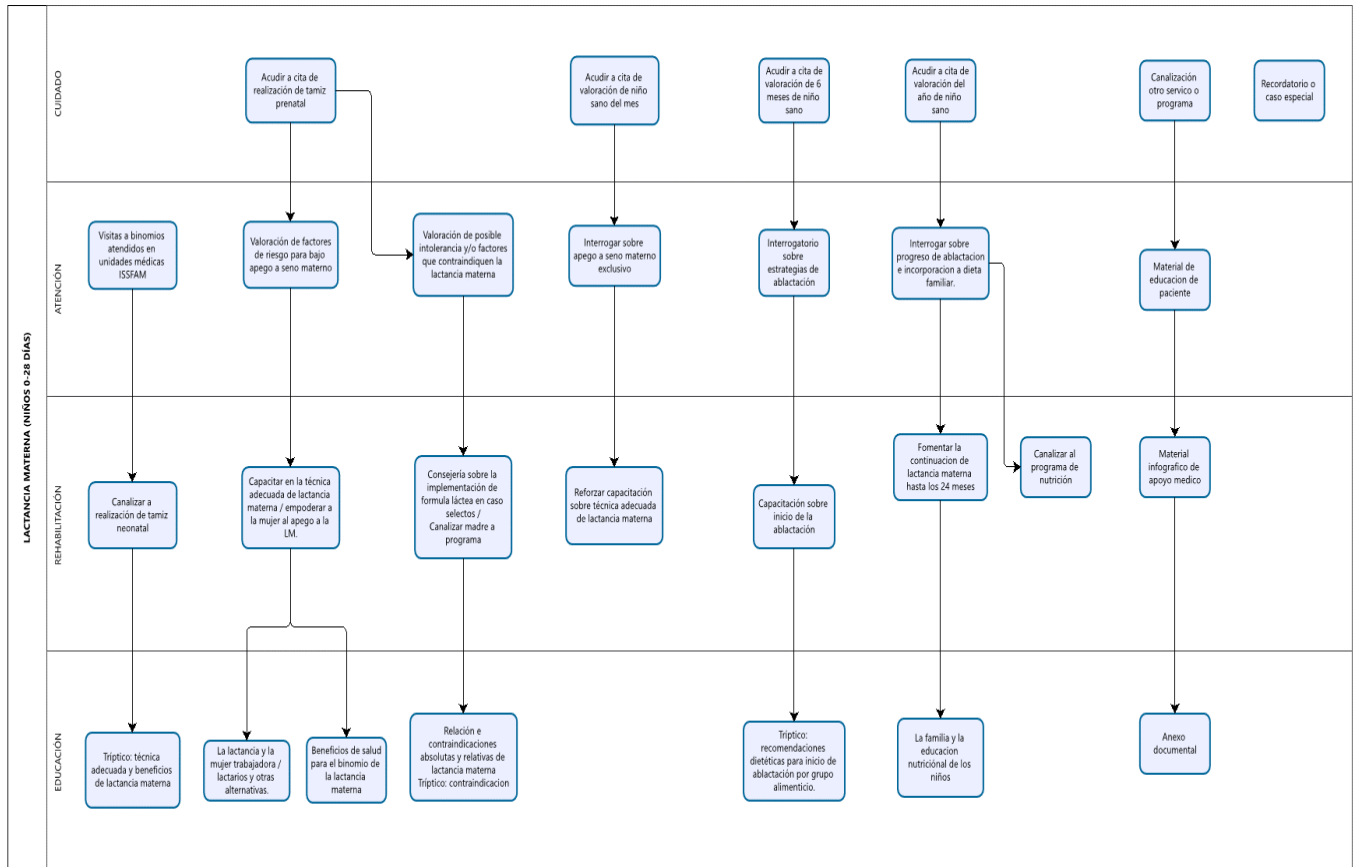 LACTANCIA MATERNA (NIÑOS 0-28 DÍAS)
CUIDADO
Acudir a cita de
realización de tamiz
prenatal
Acudir a cita de
valoración de niño
sano del mes
Acudir a cita de
valoración de 6
meses de niño
sano
Acudir a cita de
valoración del
año de niño
sano
Canalización
otro servico o
programa
Recordatorio o
caso especial
ATENCIÓN
Visitas a binomios
atendidos en
unidades médicas
ISSFAM
Valoración de factores
de riesgo para bajo
apego a seno materno
Valoración de posible
intolerancia y/o factores
que contraindiquen la
lactancia materna
Interrogar sobre
apego a seno materno
exclusivo
Interrogatorio
sobre
estrategias de
ablactación
Interrogar sobre
progreso de ablactacion
e incorporacion a dieta
familiar.
Material de
educacion de
paciente
REHABILITACIÓN
Canalizar a
realización de tamiz
neonatal
Capacitar en la técnica
adecuada de lactancia
materna / empoderar a
la mujer al apego a la
LM.
Consejería sobre la
implementación de
formula láctea en caso
selectos /
Canalizar madre a
programa
Reforzar capacitación
sobre técnica adecuada
de lactancia materna
Capacitación sobre
inicio de la
ablactación
Fomentar la
continuacion de
lactancia materna
hasta los 24 meses
Canalizar al
programa de
nutrición
Material
infografico de
apoyo medico
EDUCACIÓN
Tríptico: técnica
adecuada y beneficios
de lactancia materna
La lactancia y la
mujer trabajadora /
lactarios y otras
alternativas.
Beneficios de salud
para el binomio de
la lactancia
materna
Relación e
contraindicaciones
absolutas y relativas de
lactancia materna
Tríptico: contraindicacion
Tríptico:
recomendaciones
dietéticas para inicio de
ablactación por grupo
alimenticio.
La familia y la
educacion
nutriciónal de los
niños
Anexo
documental